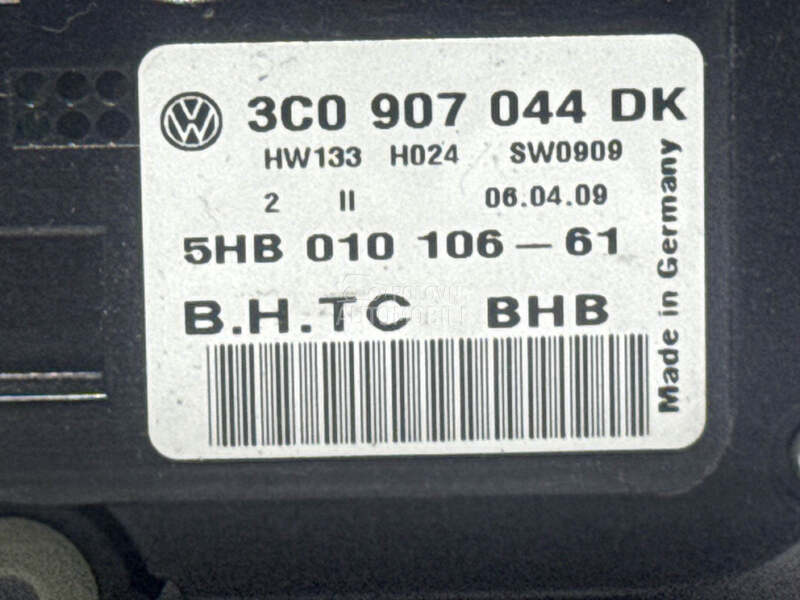 3C0 907 044 DK
HW133 H024 SW0909
2 II 06.04.09
5HB 010 106-61
B.H.TC BHB
Made in Germany